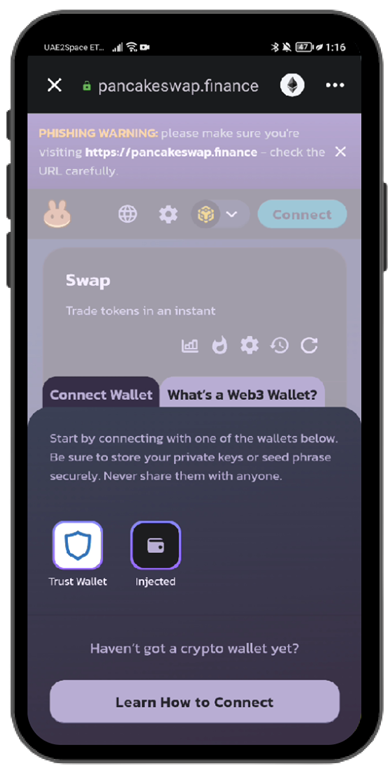 UAE2Space ET... 47 1:16
pancakeswap.finance
PHISHING WARNING: please make sure you're
visiting https://pancakeswap.finance - check the
URL carefully.
Connect
Swap
Trade tokens in an instant
Connect Wallet What's a Web3 Wallet?
Start by connecting with one of the wallets below.
Be sure to store your private keys or seed phrase
securely. Never share them with anyone.
Trust Wallet Injected
Haven't got a crypto wallet yet?
Learn How to Connect